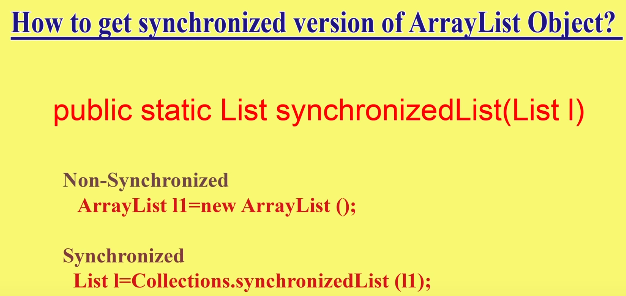 How to get synchronized version of ArrayList Object?
public static List synchronizedList(List l)
Non-Synchronized
ArrayList l1=new ArrayList ();
Synchronized
List l=Collections.synchronizedList (l1);